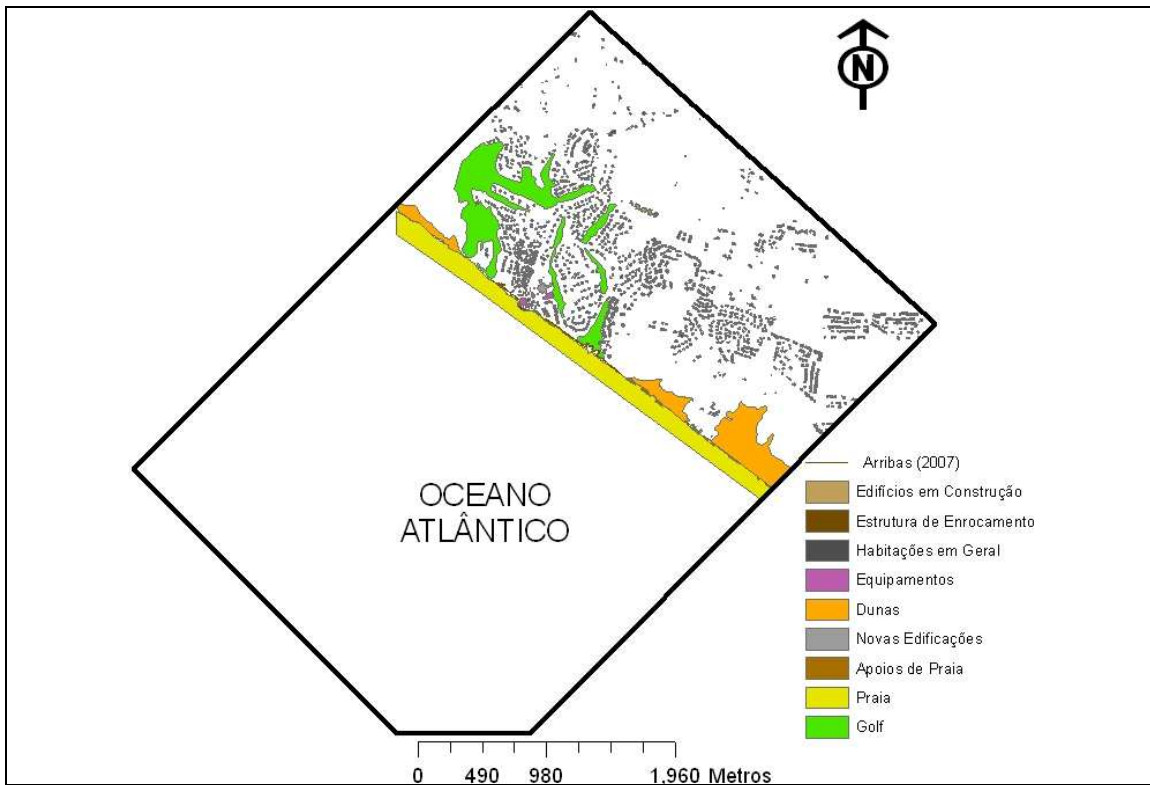 N
OCEANO
ATLÂNTICO
Arribas (2007)
Edifícios em Construção
Estrutura de Enrocamento
Habitações em Geral
Equipamentos
Dunas
Novas Edificações
Apoios de Praia
Praia
Golf
0 490 980 1,960 Metros